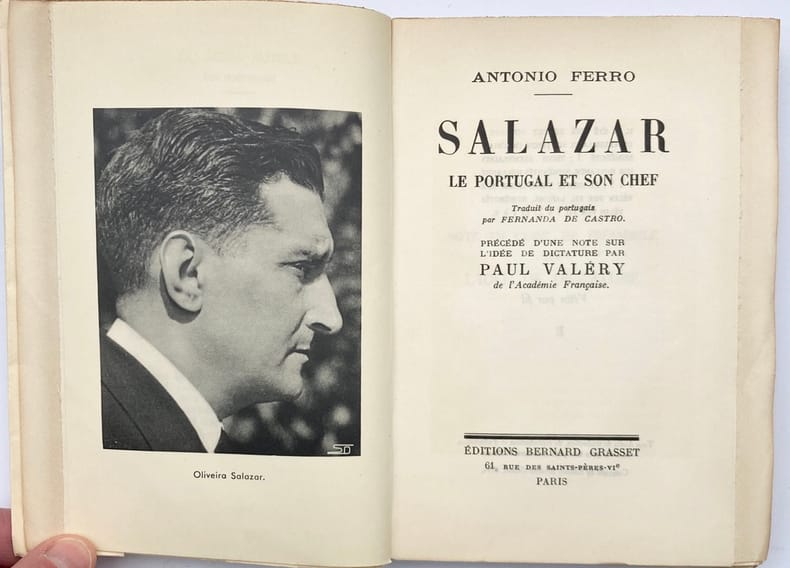 Oliveira Salazar.
ANTONIO FERRO
SALAZAR
LE PORTUGAL ET SON CHEF
Traduit du portugais
par FERNANDA DE CASTRO.
PRÉCÉDÉ D'UNE NOTE SUR
L'IDÉE DE DICTATURE PAR
PAUL VALÉRY
de l'Académie Française.
ÉDITIONS BERNARD GRASSET
61, RUE DES SAINTS-PÈRES-VIe
PARIS